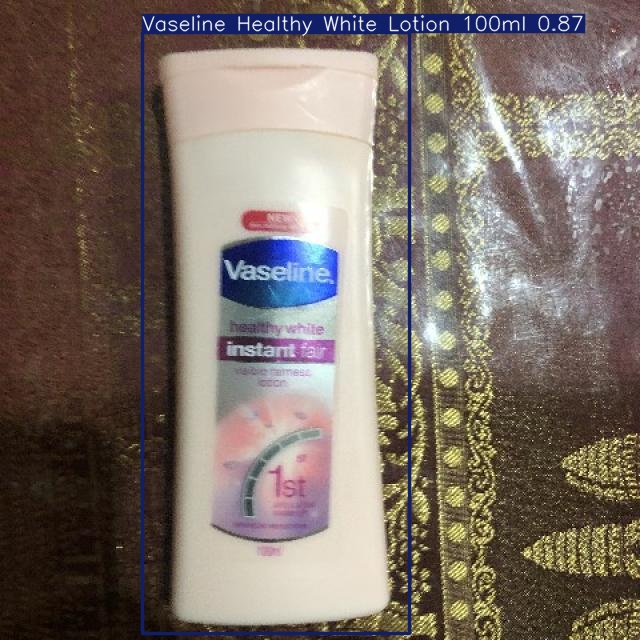 Vaseline Healthy White Lotion 100ml 0.87
NEW!
Vaseline.
healthy white
instant fair
visible fairness
lotion
1st
100ml